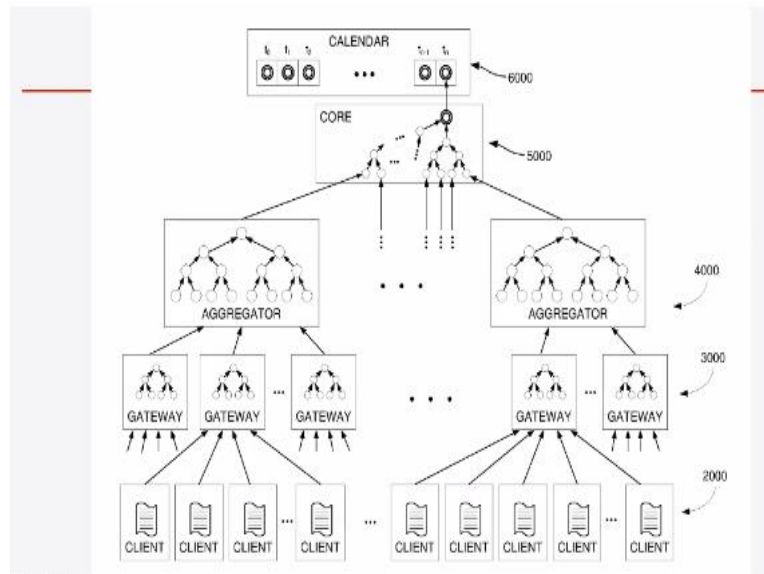 CALENDAR
t₀ t₁ t₂ ... tₙ₋₁ tₙ
6000
CORE
5000
AGGREGATOR AGGREGATOR
4000
3000
GATEWAY GATEWAY GATEWAY GATEWAY GATEWAY
2000
CLIENT CLIENT CLIENT CLIENT CLIENT CLIENT CLIENT CLIENT CLIENT